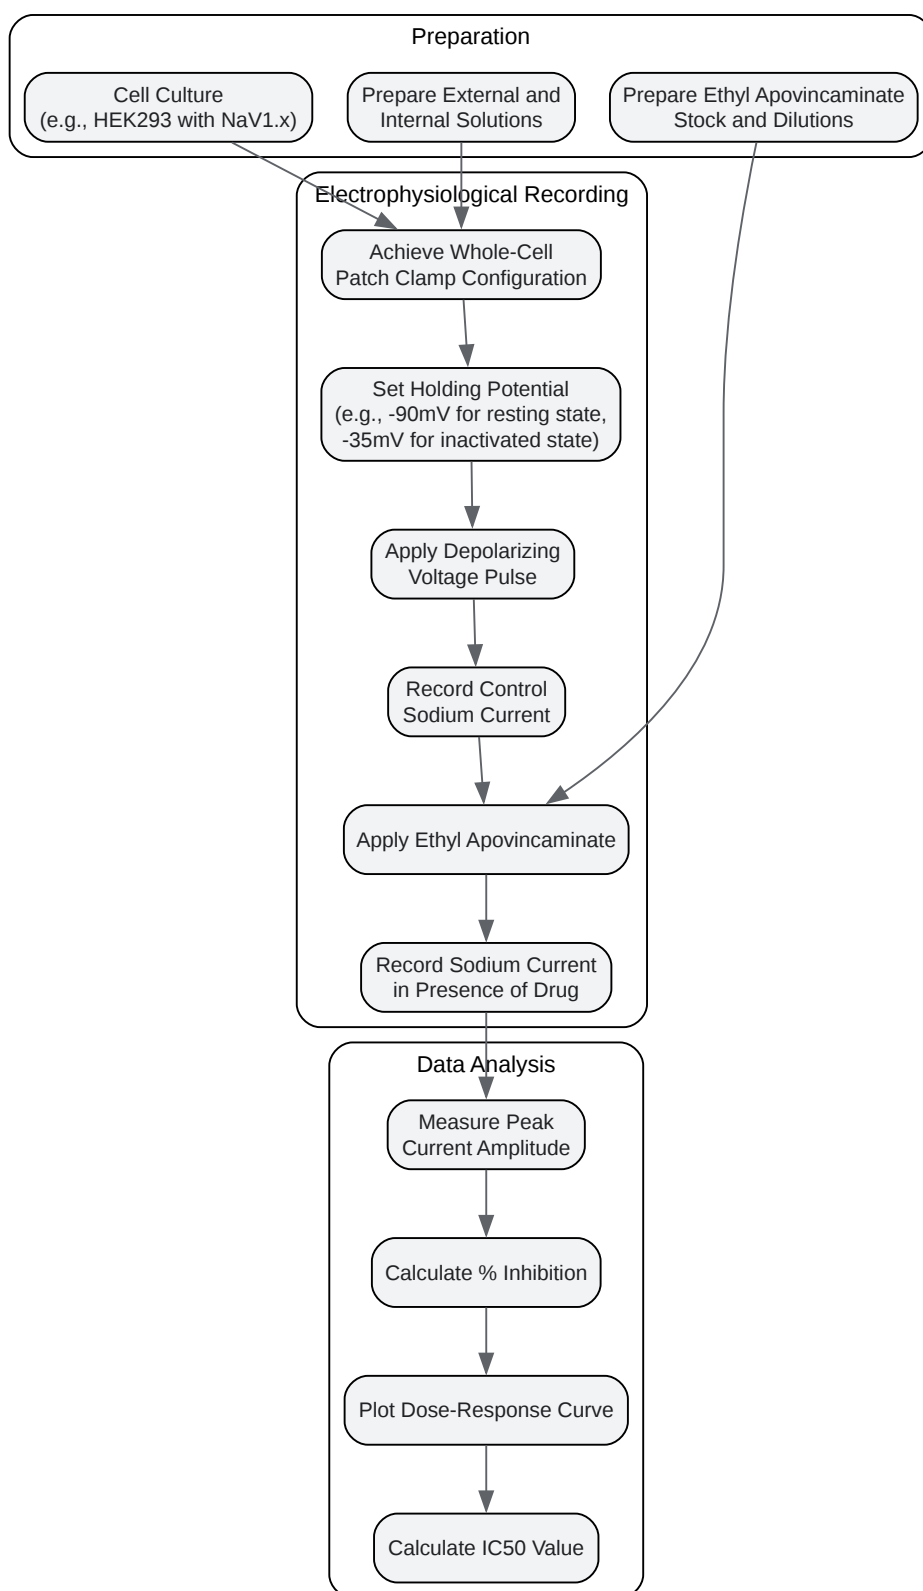 Preparation
Cell Culture
(e.g., HEK293 with NaV1.x)
Prepare External and
Internal Solutions
Prepare Ethyl Apovincaminate
Stock and Dilutions
Electrophysiological Recording
Achieve Whole-Cell
Patch Clamp Configuration
Set Holding Potential
(e.g., -90mV for resting state,
-35mV for inactivated state)
Apply Depolarizing
Voltage Pulse
Record Control
Sodium Current
Apply Ethyl Apovincaminate
Record Sodium Current
in Presence of Drug
Data Analysis
Measure Peak
Current Amplitude
Calculate % Inhibition
Plot Dose-Response Curve
Calculate IC50 Value